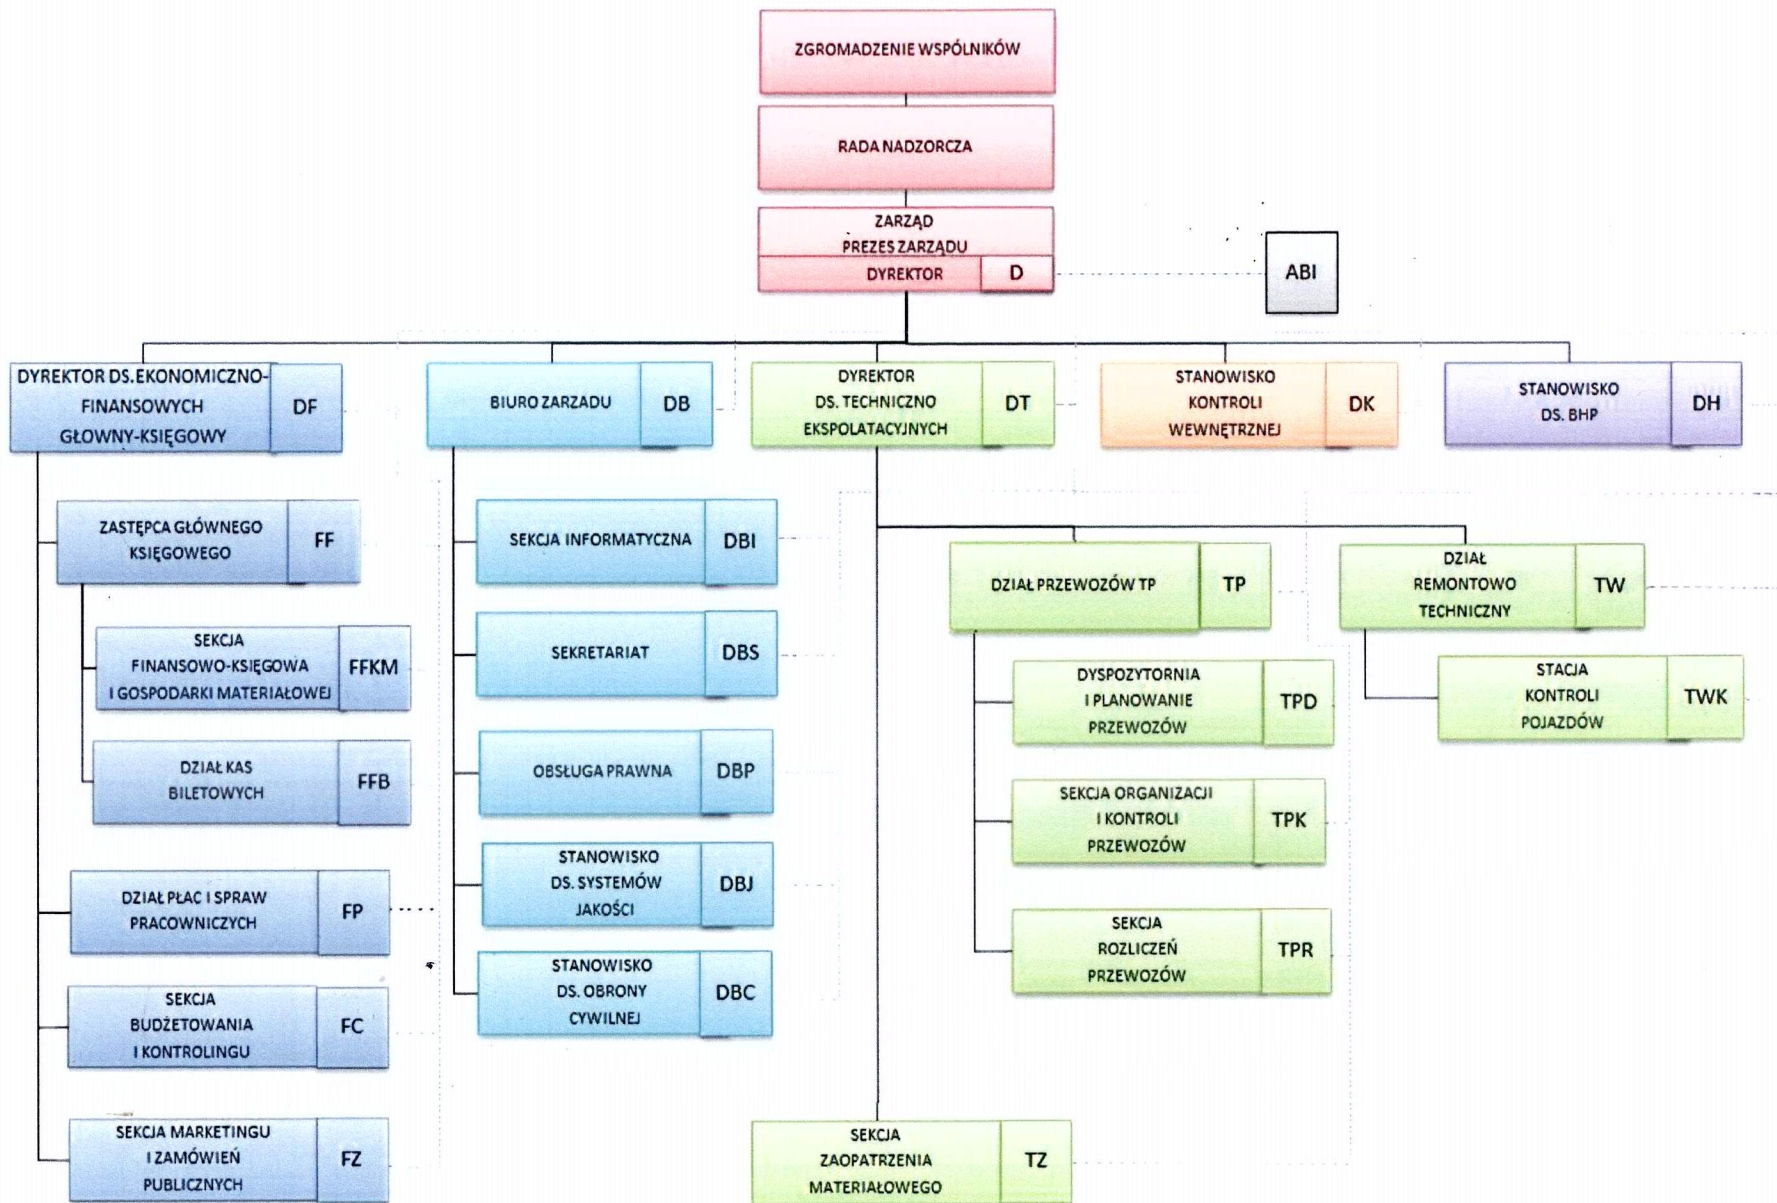 ZGROMADZENIE WSPÓLNIKÓW
RADA NADZORCZA
ZARZĄD
PREZES ZARZĄDU
DYREKTOR D
ABI
DYREKTOR DS. EKONOMICZNO-
FINANSOWYCH
GŁOWNY-KSIĘGOWY
DF
BIURO ZARZADU DB
DYREKTOR
DS. TECHNICZNO
EKSPOLATACYJNYCH
DT
STANOWISKO
KONTROLI
WEWNĘTRZNEJ
DK
STANOWISKO
DS. BHP
DH
ZASTĘPCA GŁÓWNEGO
KSIĘGOWEGO
FF
SEKCJA
FINANSOWO-KSIĘGOWA
I GOSPODARKI MATERIAŁOWEJ
FFKM
DZIAŁ KAS
BILETOWYCH
FFB
DZIAŁ PŁAC I SPRAW
PRACOWNICZYCH
FP
SEKCJA
BUDŻETOWANIA
I KONTROLINGU
FC
SEKCJA MARKETINGU
I ZAMÓWIEŃ
PUBLICZNYCH
FZ
SEKCJA INFORMATYCZNA DBI
SEKRETARIAT DBS
OBSŁUGA PRAWNA DBP
STANOWISKO
DS. SYSTEMÓW
JAKOŚCI
DBJ
STANOWISKO
DS. OBRONY
CYWILNEJ
DBC
DZIAŁ PRZEWOZÓW TP TP
DYSPOZYTORNIA
I PLANOWANIE
PRZEWOZÓW
TPD
SEKCJA ORGANIZACJI
I KONTROLI
PRZEWOZÓW
TPK
SEKCJA
ROZLICZEŃ
PRZEWOZÓW
TPR
DZIAŁ
REMONTOWO
TECHNICZNY
TW
STACJA
KONTROLI
POJAZDÓW
TWK
SEKCJA
ZAOPATRZENIA
MATERIAŁOWEGO
TZ